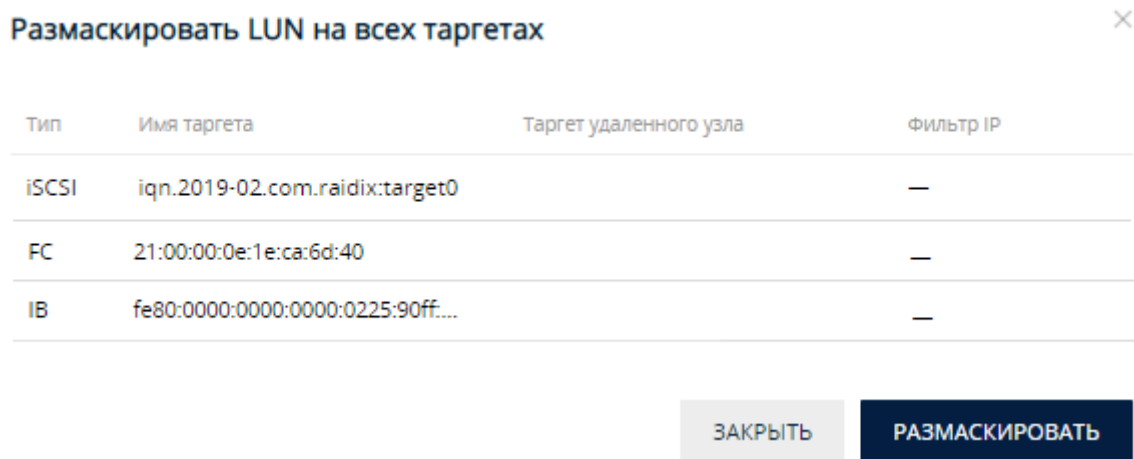 Размаскировать LUN на всех таргетах
Тип Имя таргета Таргет удаленного узла Фильтр IP
iSCSI iqn.2019-02.com.raidix:target0 —
FC 21:00:00:0e:1e:ca:6d:40 —
IB fe80:0000:0000:0000:0225:90ff:... —
ЗАКРЫТЬ РАЗМАСКИРОВАТЬ